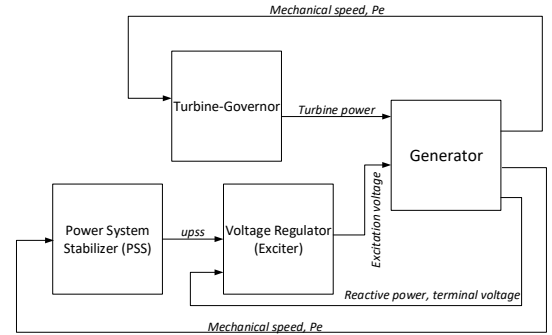 Mechanical speed, Pe
Turbine-Governor
Turbine power
Generator
Excitation voltage
Power System
Stabilizer (PSS)
upss
Voltage Regulator
(Exciter)
Reactive power, terminal voltage
Mechanical speed, Pe